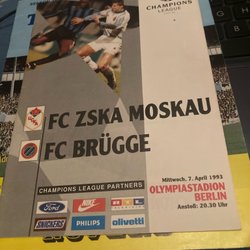 CHAMPIONS
LEAGUE
FC ZSKA MOSKAU
FC BRÜGGE
Mittwoch, 7. April 1993
OLYMPIASTADION
BERLIN
Anstoß: 20.30 Uhr
CHAMPIONS LEAGUE PARTNERS
Ford
NIKE
RTL
SNICKERS
PHILIPS
olivetti